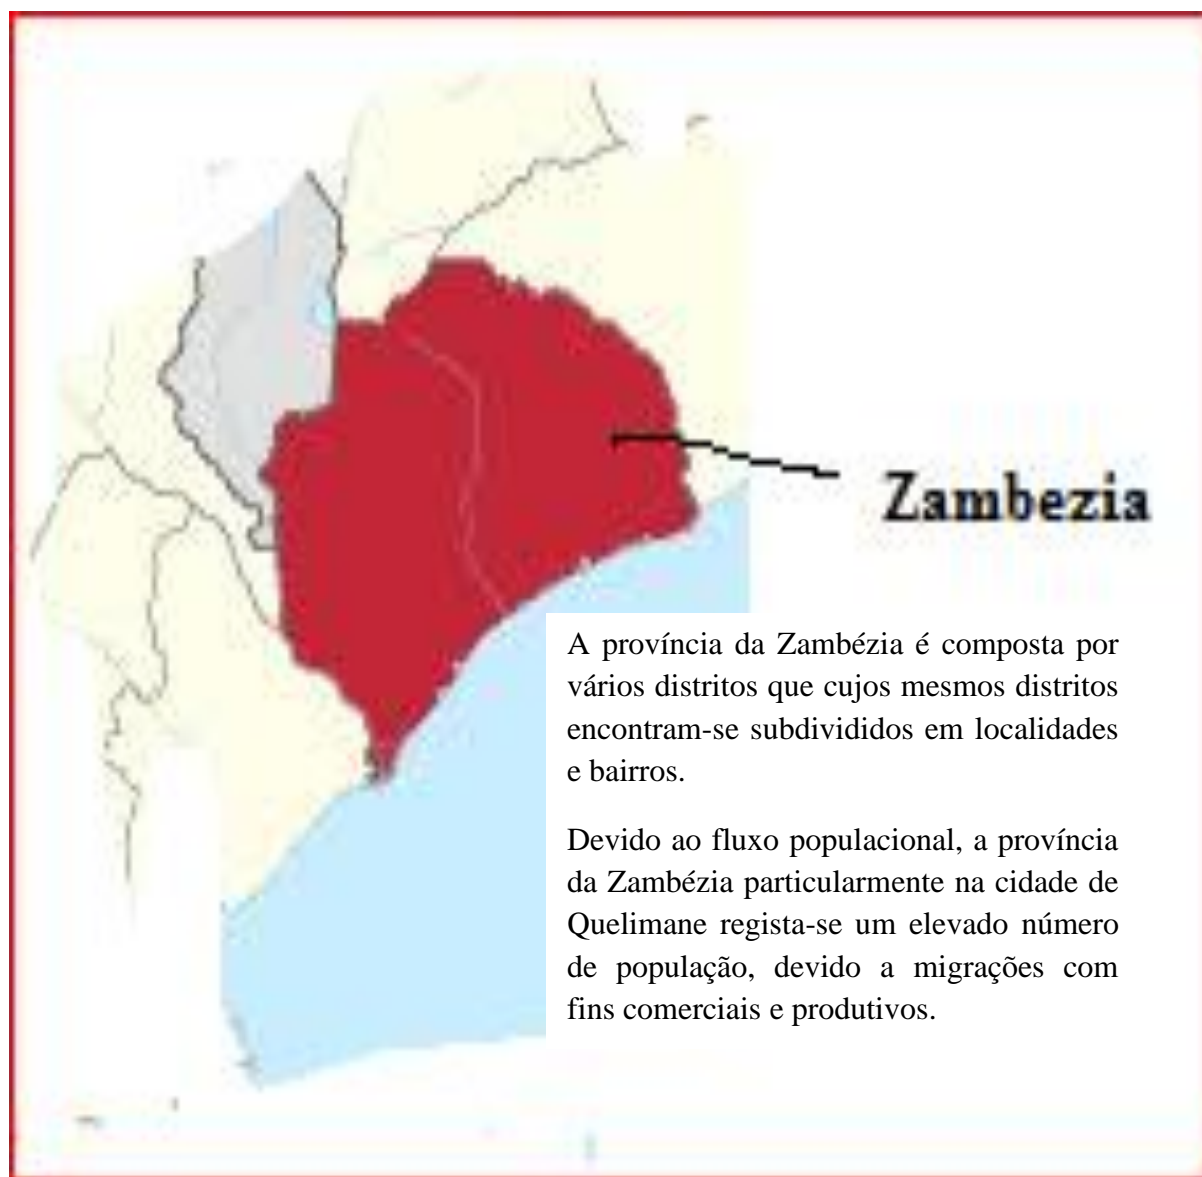 Zambezia
A província da Zambézia é composta por
vários distritos que cujos mesmos distritos
encontram-se subdivididos em localidades
e bairros.
Devido ao fluxo populacional, a província
da Zambézia particularmente na cidade de
Quelimane regista-se um elevado número
de população, devido a migrações com
fins comerciais e produtivos.